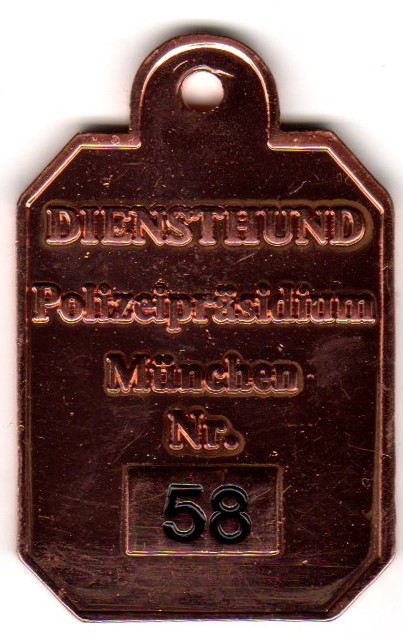 DIENSTHUND
Polizeipräsidium
München
Nr.
58